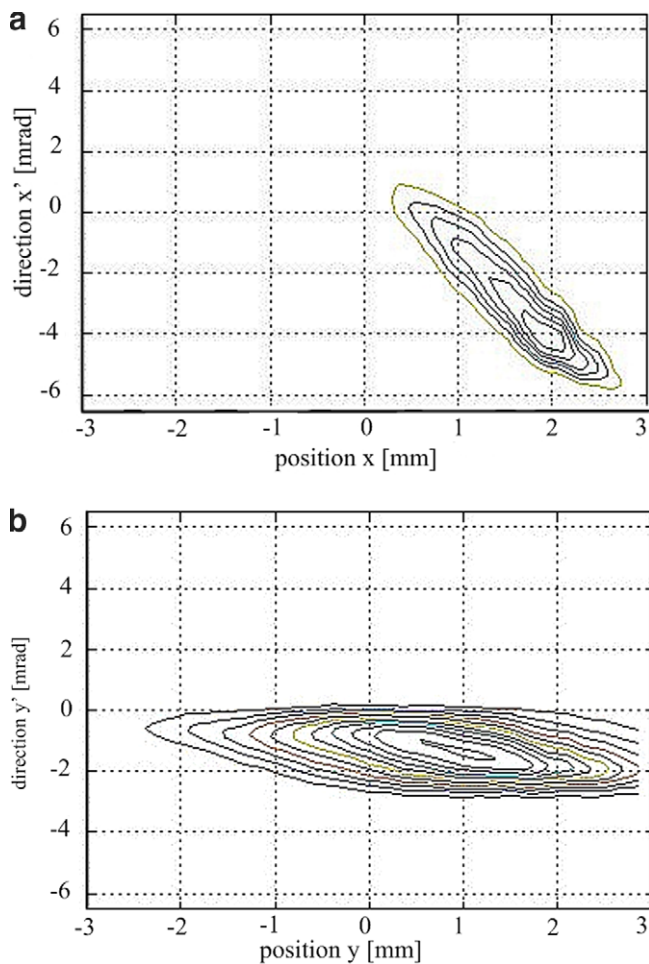 a
6
4
2
0
-2
-4
-6
direction x' [mrad]
-3 -2 -1 0 1 2 3
position x [mm]
b
6
4
2
0
-2
-4
-6
direction y' [mrad]
-3 -2 -1 0 1 2 3
position y [mm]